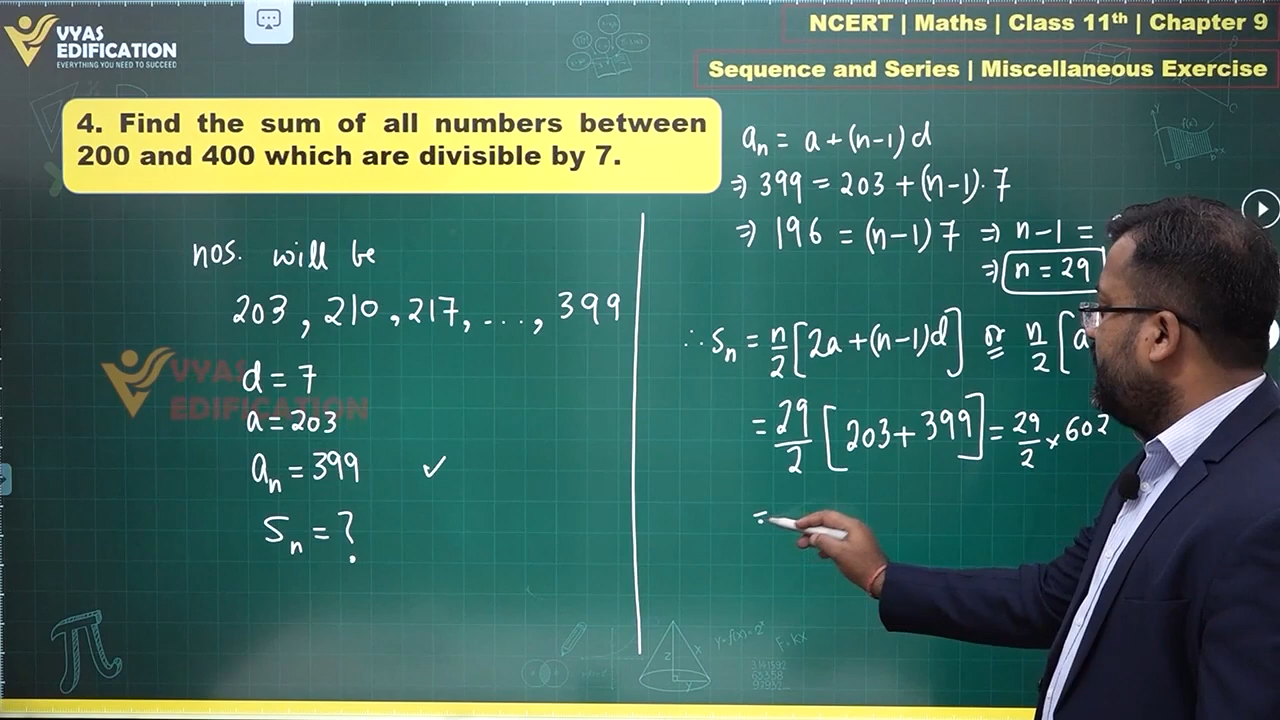 VYAS
EDIFICATION
EVERYTHING YOU NEED TO SUCCEED
NCERT | Maths | Class 11th | Chapter 9
Sequence and Series | Miscellaneous Exercise
4. Find the sum of all numbers between
200 and 400 which are divisible by 7.
nos. will be
203, 210, 217, ..., 399
VYAS
EDIFICATION
d = 7
a = 203
aₙ = 399 ✓
Sₙ = ?
aₙ = a + (n-1) d
⇒ 399 = 203 + (n-1)·7
⇒ 196 = (n-1) 7 ⇒ n-1 =
⇒ n = 29
∴ Sₙ = n/2 [2a + (n-1)d] or n/2 [a
= 29/2 [203 + 399] = 29/2 × 602
=